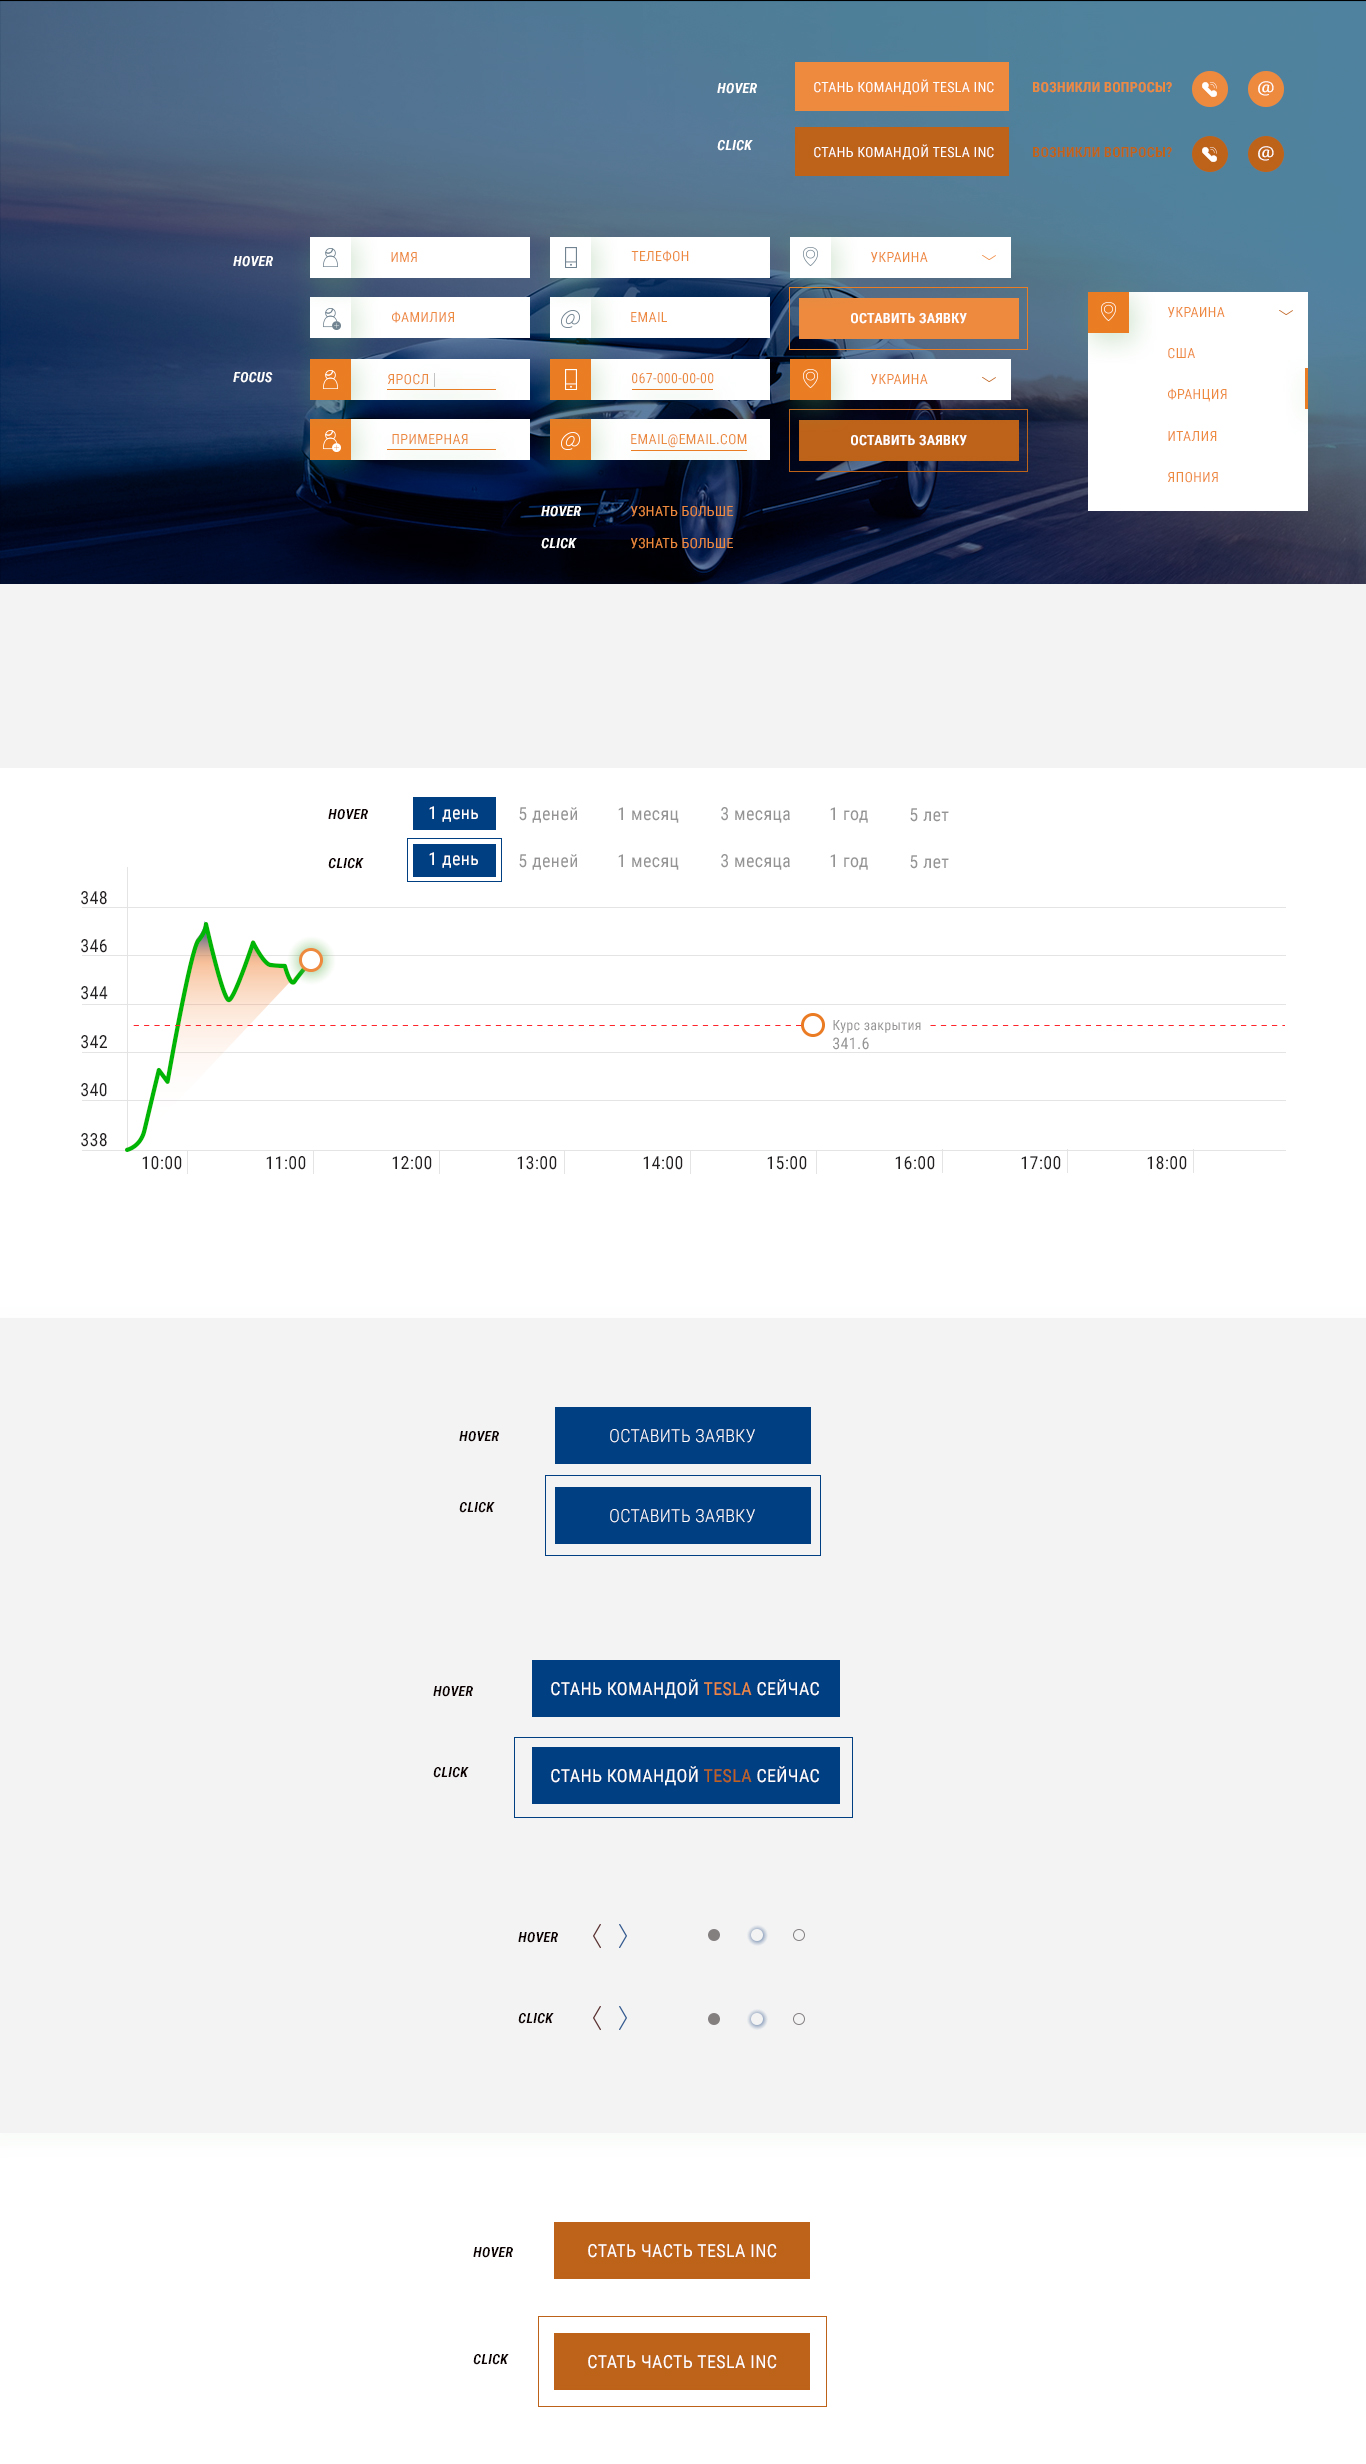 HOVER СТАНЬ КОМАНДОЙ TESLA INC ВОЗНИКЛИ ВОПРОСЫ? @
CLICK СТАНЬ КОМАНДОЙ TESLA INC ВОЗНИКЛИ ВОПРОСЫ? @
HOVER ИМЯ ТЕЛЕФОН УКРАИНА
ФАМИЛИЯ @ EMAIL ОСТАВИТЬ ЗАЯВКУ
FOCUS ЯРОСЛ 067-000-00-00 УКРАИНА
ПРИМЕРНАЯ @ EMAIL@EMAIL.COM ОСТАВИТЬ ЗАЯВКУ
УКРАИНА
США
ФРАНЦИЯ
ИТАЛИЯ
ЯПОНИЯ
HOVER УЗНАТЬ БОЛЬШЕ
CLICK УЗНАТЬ БОЛЬШЕ
HOVER 1 день 5 деней 1 месяц 3 месяца 1 год 5 лет
CLICK 1 день 5 деней 1 месяц 3 месяца 1 год 5 лет
348
346
344
Курс закрытия
342 341.6
340
338
10:00 11:00 12:00 13:00 14:00 15:00 16:00 17:00 18:00
HOVER ОСТАВИТЬ ЗАЯВКУ
CLICK ОСТАВИТЬ ЗАЯВКУ
HOVER СТАНЬ КОМАНДОЙ TESLA СЕЙЧАС
CLICK СТАНЬ КОМАНДОЙ TESLA СЕЙЧАС
HOVER
CLICK
HOVER СТАТЬ ЧАСТЬ TESLA INC
CLICK СТАТЬ ЧАСТЬ TESLA INC